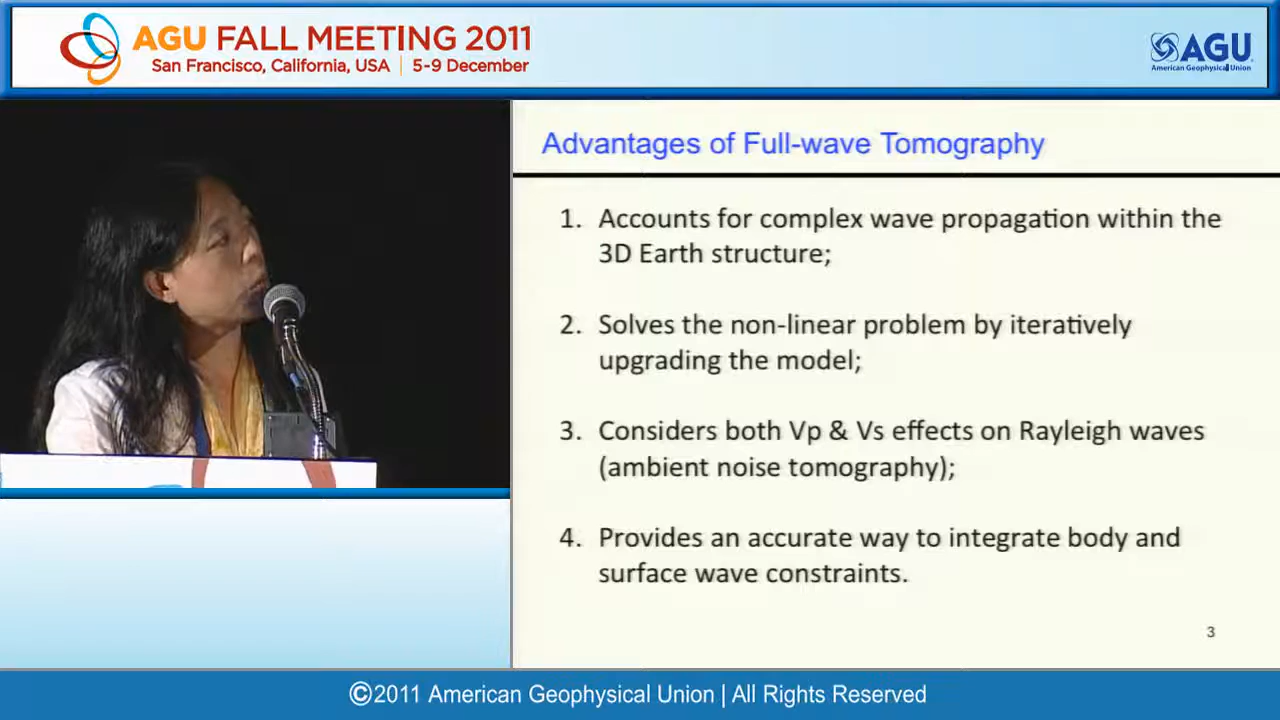 AGU FALL MEETING 2011
San Francisco, California, USA | 5-9 December
AGU
American Geophysical Union
Advantages of Full-wave Tomography
1. Accounts for complex wave propagation within the
3D Earth structure;
2. Solves the non-linear problem by iteratively
upgrading the model;
3. Considers both Vp & Vs effects on Rayleigh waves
(ambient noise tomography);
4. Provides an accurate way to integrate body and
surface wave constraints.
3
©2011 American Geophysical Union | All Rights Reserved